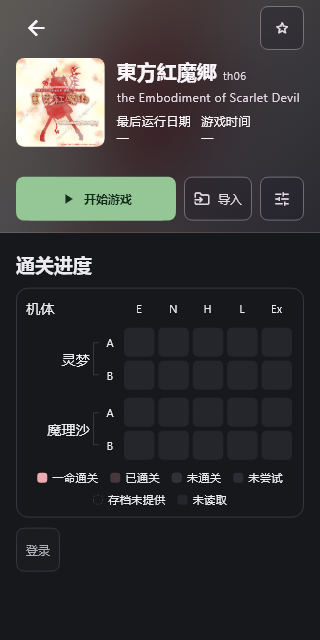 東方紅魔郷 th06
the Embodiment of Scarlet Devil
最后运行日期 游戏时间
— —
开始游戏 导入
通关进度
机体 E N H L Ex
灵梦 A
B
魔理沙 A
B
一命通关 已通关 未通关 未尝试
存档未提供 未读取
登录